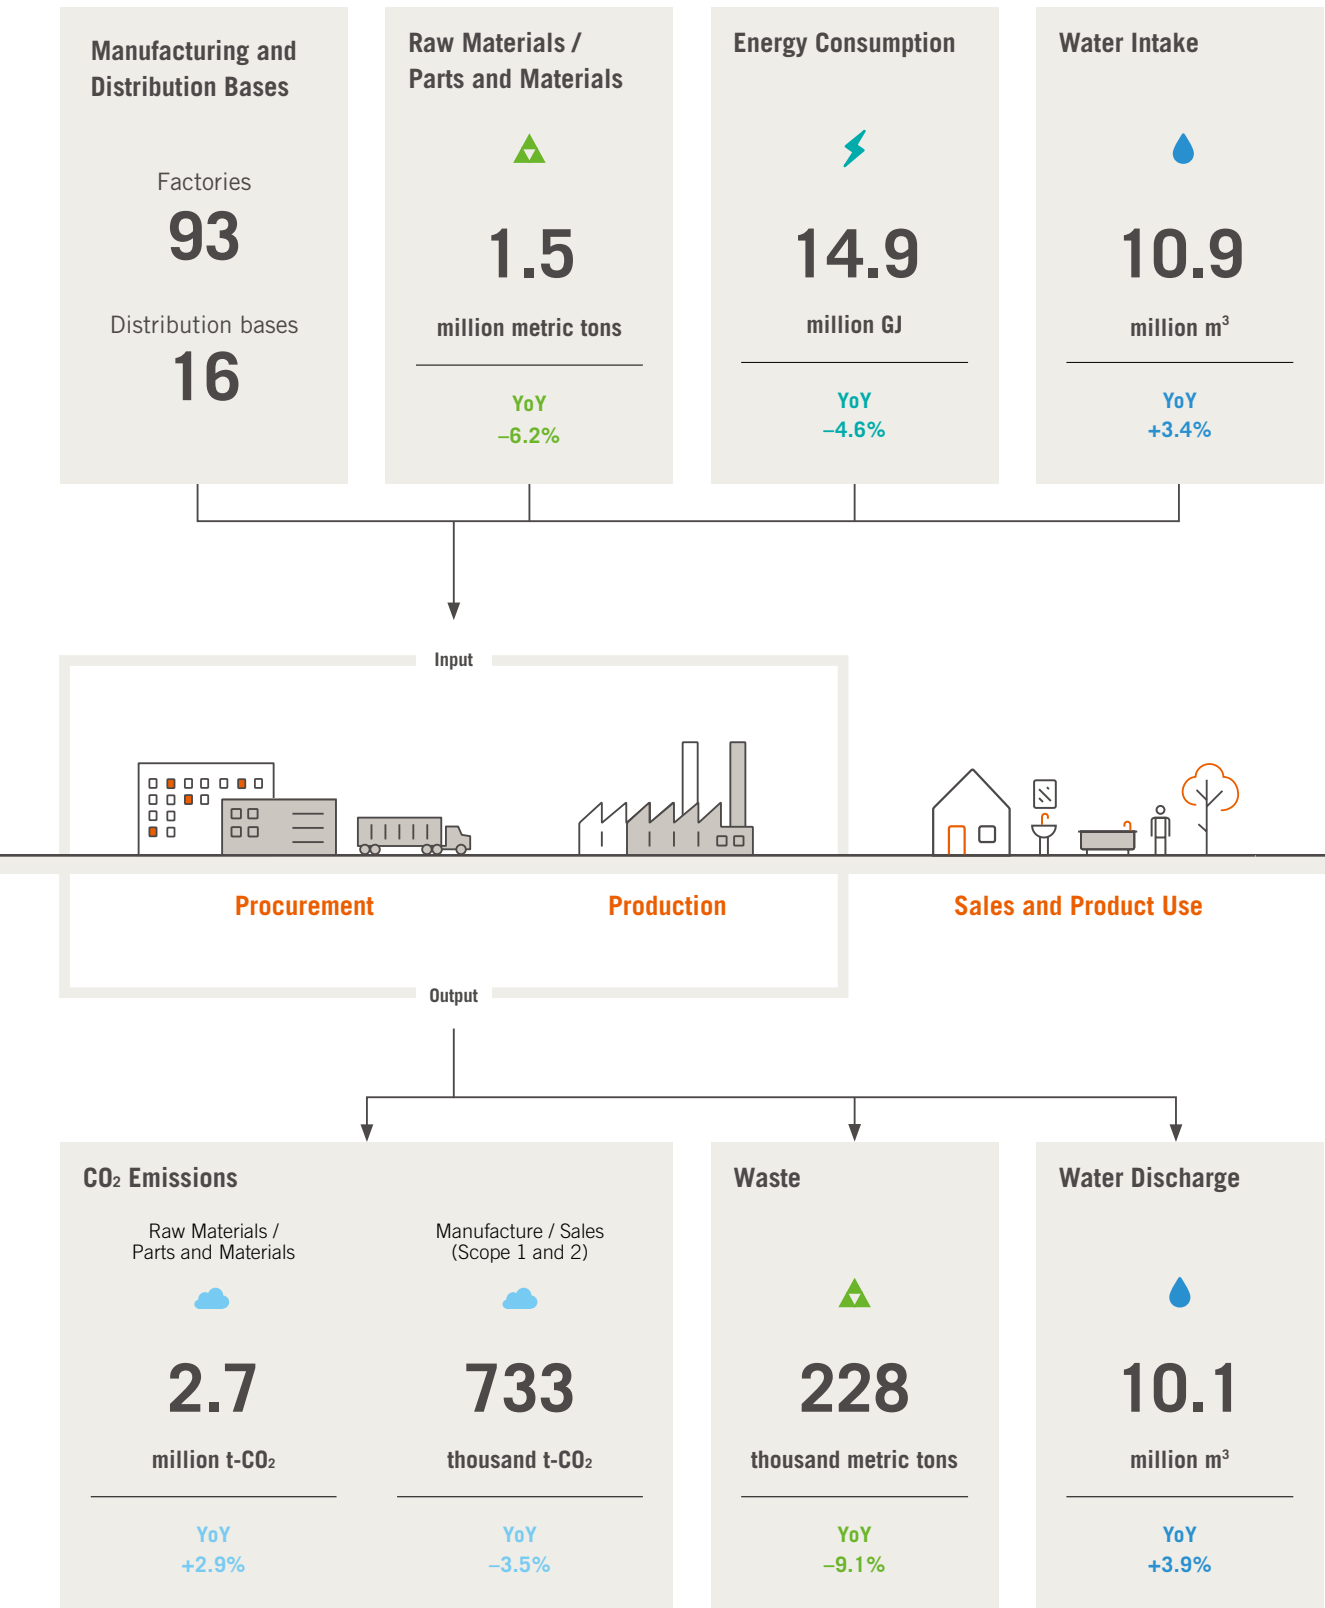 Manufacturing and
Distribution Bases
Factories
93
Distribution bases
16
Raw Materials /
Parts and Materials
1.5
million metric tons
YoY
–6.2%
Energy Consumption
14.9
million GJ
YoY
–4.6%
Water Intake
10.9
million m³
YoY
+3.4%
Input
Procurement
Production
Sales and Product Use
Output
CO₂ Emissions
Raw Materials /
Parts and Materials
2.7
million t-CO₂
YoY
+2.9%
Manufacture / Sales
(Scope 1 and 2)
733
thousand t-CO₂
YoY
–3.5%
Waste
228
thousand metric tons
YoY
–9.1%
Water Discharge
10.1
million m³
YoY
+3.9%